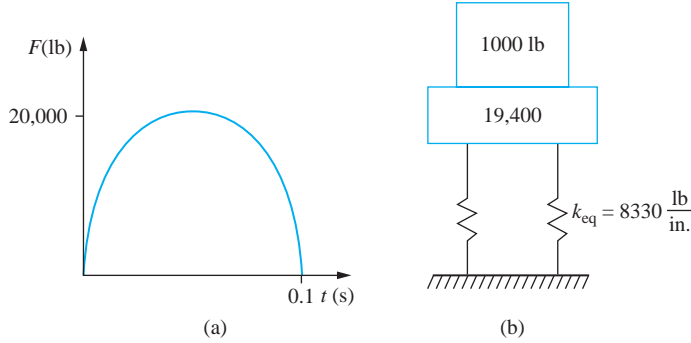 F(lb)
20,000
0.1 t (s)
(a)
1000 lb
19,400
k_eq = 8330 lb/in.
(b)